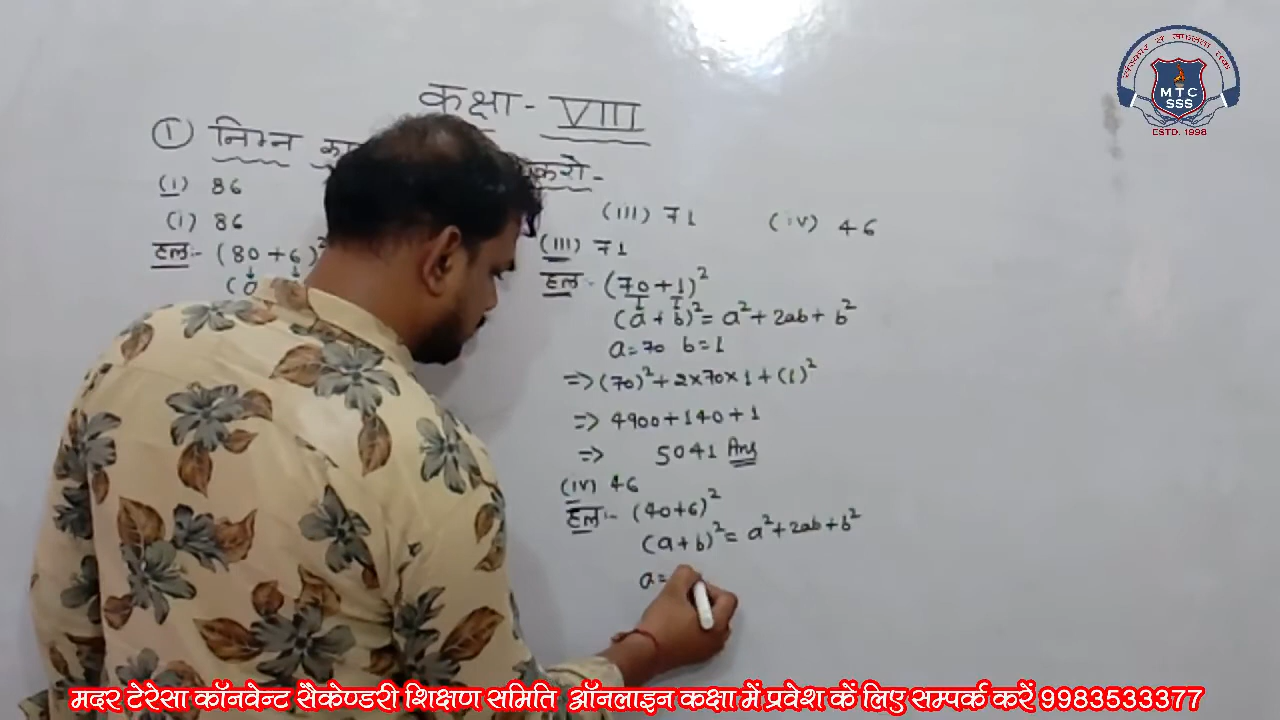 कक्षा - VIII
① निम्न का करो-
(i) 86 (iii) 71 (iv) 46
(i) 86
हल:- (80 + 6)²
(a
(iii) 71
हल:- (70 + 1)²
(a + b)² = a² + 2ab + b²
a = 70 b = 1
=> (70)² + 2×70×1 + (1)²
=> 4900 + 140 + 1
=> 5041 Ans
(iv) 46
हल:- (40+6)²
(a + b)² = a² + 2ab + b²
a =
संस्कार से सफलता तक
MTC
SSS
ESTD. 1998
मदर टेरेसा कॉनवेन्ट सैकेण्डरी शिक्षण समिति ऑनलाइन कक्षा में प्रवेश कें लिए सम्पर्क करें 9983533377